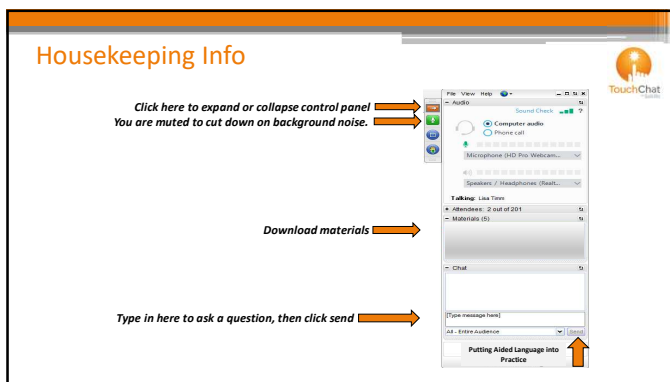 Housekeeping Info
TouchChat
Click here to expand or collapse control panel
You are muted to cut down on background noise.
Download materials
Type in here to ask a question, then click send
File View Help
Audio
Sound Check ?
Computer audio
Phone call
Microphone (HD Pro Webcam...
Speakers / Headphones (Realt...
Talking: Lisa Timm
Attendees: 2 out of 201
Materials (5)
Chat
[Type message here]
All - Entire Audience
Send
Putting Aided Language into
Practice